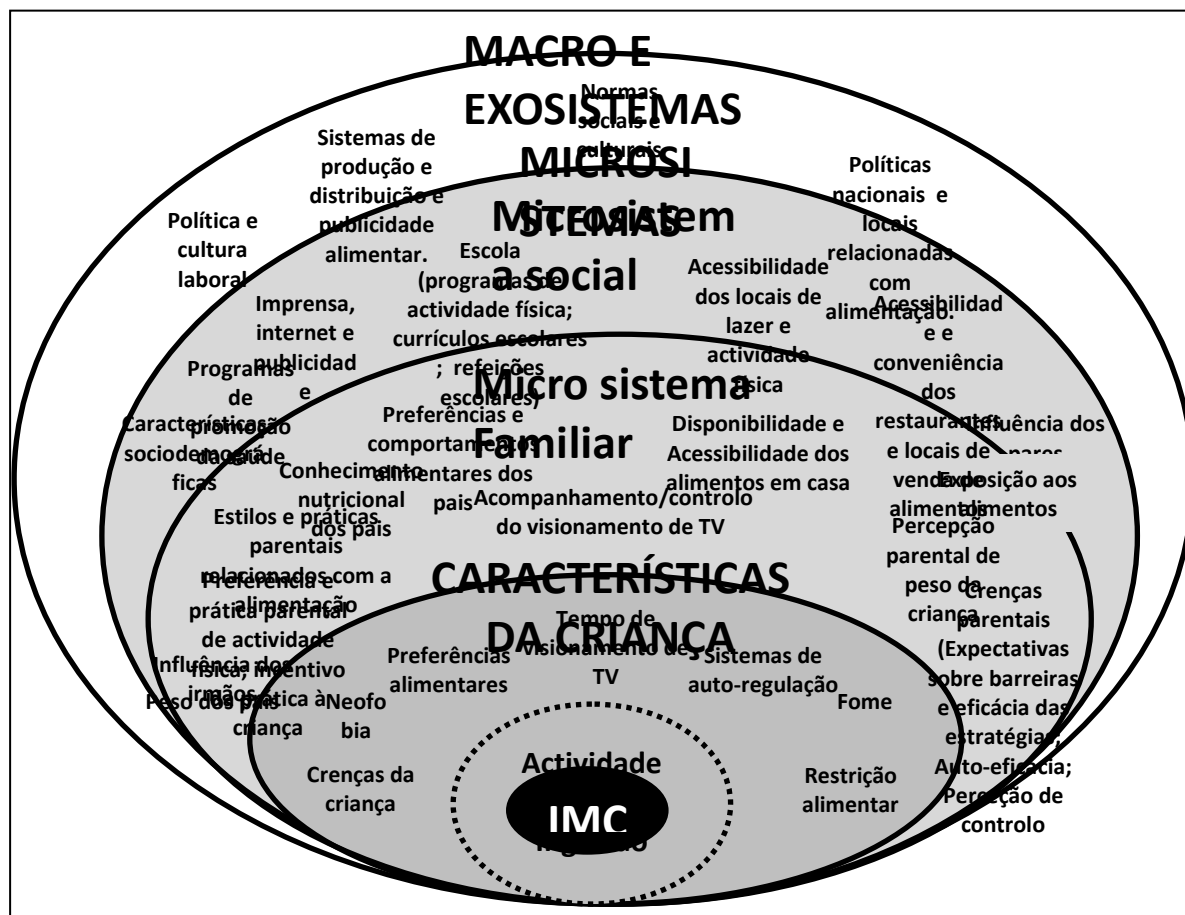 MACRO E
EXOSISTEMAS
Normas
sociais e
culturais
Sistemas de
produção e
distribuição e
publicidade
alimentar.
Política e
cultura
laboral
Políticas
nacionais e
locais
relacionadas
com
alimentação.
MICROSI
STEMAS
Microsistem
a social
Escola
(programas de
actividade física;
currículos escolares
; refeições
escolares)
Acessibilidade
dos locais de
lazer e
actividade
física
Acessibilidad
e e
conveniência
dos
restaurantes
e locais de
venda de
alimentos
Imprensa,
internet e
publicidad
e
Programas
de
promoção
da saúde
Características
sociodemográ
ficas
Influência dos
pares
Exposição aos
alimentos
Micro sistema
Familiar
Preferências e
comportamentos
alimentares dos
pais
Disponibilidade e
Acessibilidade dos
alimentos em casa
Conhecimento
nutricional
dos pais
Acompanhamento/controlo
do visionamento de TV
Estilos e práticas
parentais
relacionados com a
alimentação
Percepção
parental de
peso da
criança
Preferência e
prática parental
de actividade
física; incentivo
da prática à
criança
Influência dos
irmãos
Peso dos pais
Crenças
parentais
(Expectativas
sobre barreiras
e eficácia das
estratégias;
Auto-eficácia;
Perceção de
controlo
CARACTERÍSTICAS
DA CRIANÇA
Tempo de
visionamento de
TV
Preferências
alimentares
Sistemas de
auto-regulação
Neofo
bia
Fome
Crenças da
criança
Restrição
alimentar
Actividade
IMC